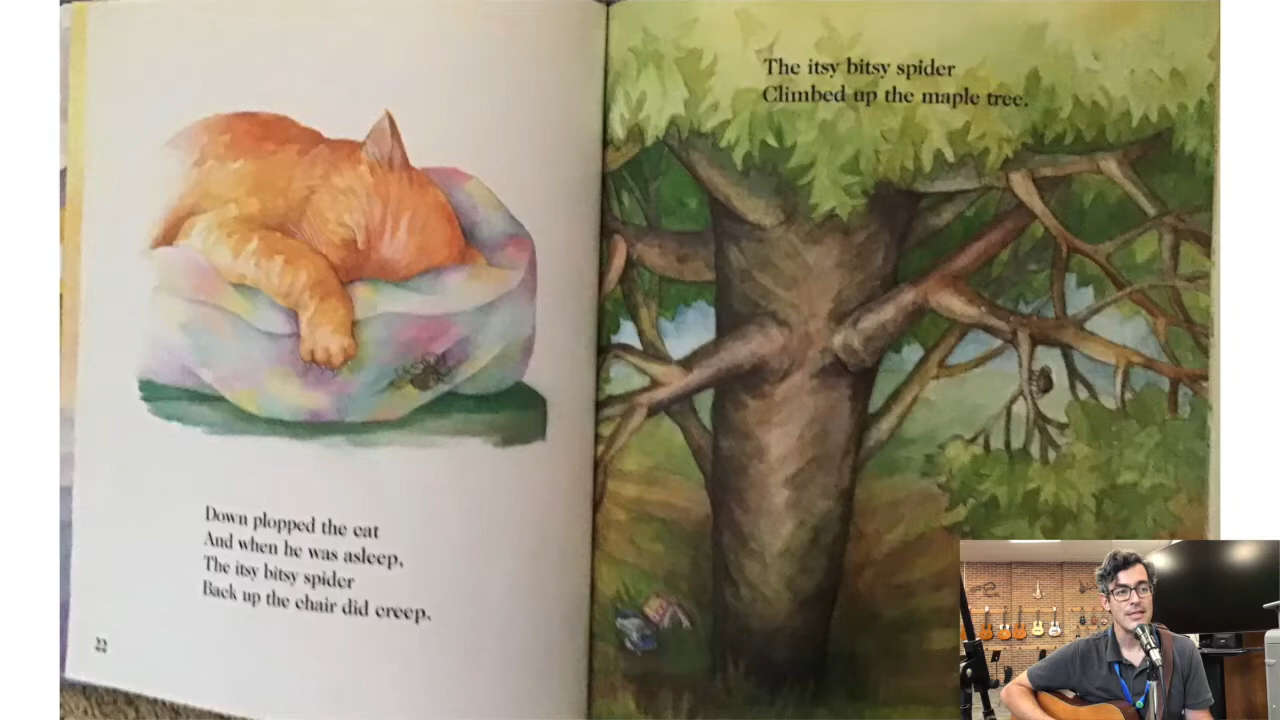 Down plopped the cat
And when he was asleep,
The itsy bitsy spider
Back up the chair did creep.
22
The itsy bitsy spider
Climbed up the maple tree.